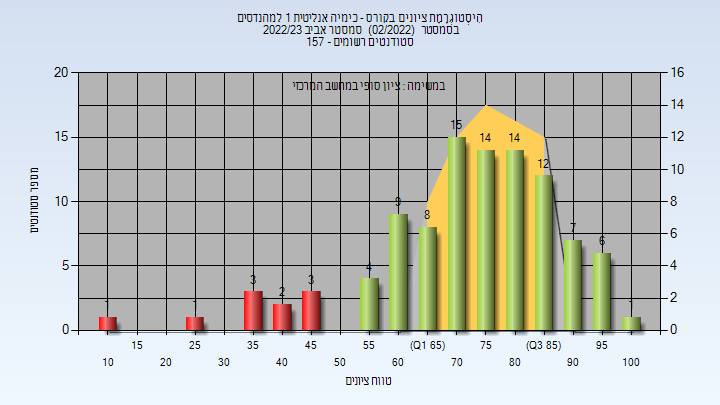 היסטוגרמת ציונים בקורס - כימיה אנליטית 1 למהנדסים
בסמסטר (02/2022) סמסטר אביב 2022/23
סטודנטים רשומים - 157
במשימה : ציון סופי במחשב המרכזי
מספר סטודנטים
20
15
10
5
0
16
14
12
10
8
6
4
2
0
1 1 3 2 3 4 9 8 15 14 14 12 7 6 1
15 25 35 45 55 (Q1 65) 75 (Q3 85) 95
10 20 30 40 50 60 70 80 90 100
טווח ציונים